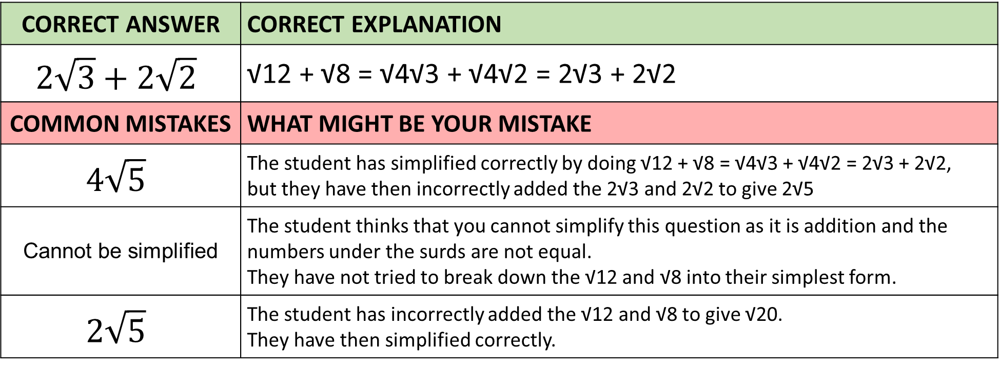 CORRECT ANSWER
CORRECT EXPLANATION
2√3 + 2√2
√12 + √8 = √4√3 + √4√2 = 2√3 + 2√2
COMMON MISTAKES
WHAT MIGHT BE YOUR MISTAKE
4√5
The student has simplified correctly by doing √12 + √8 = √4√3 + √4√2 = 2√3 + 2√2,
but they have then incorrectly added the 2√3 and 2√2 to give 2√5
Cannot be simplified
The student thinks that you cannot simplify this question as it is addition and the
numbers under the surds are not equal.
They have not tried to break down the √12 and √8 into their simplest form.
2√5
The student has incorrectly added the √12 and √8 to give √20.
They have then simplified correctly.